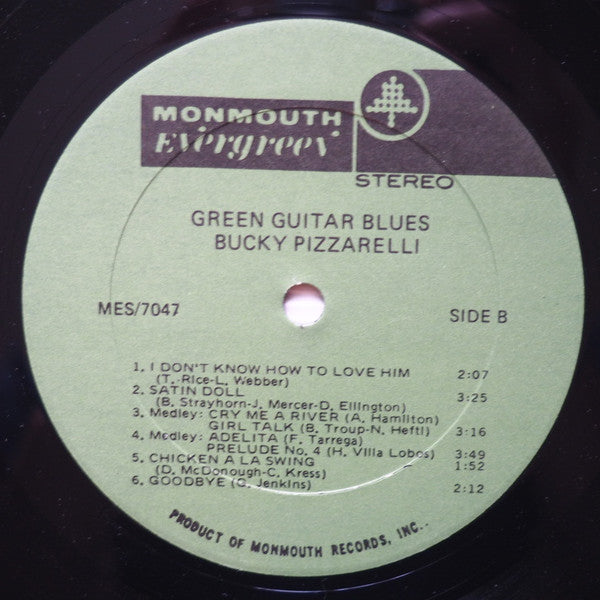 MONMOUTH
Evergreen
STEREO
GREEN GUITAR BLUES
BUCKY PIZZARELLI
MES/7047 SIDE B
1. I DON'T KNOW HOW TO LOVE HIM 2:07
(T. Rice-L. Webber)
2. SATIN DOLL 3:25
(B. Strayhorn-J. Mercer-D. Ellington)
3. Medley: CRY ME A RIVER (A. Hamilton)
GIRL TALK (B. Troup-N. Hefti) 3:16
4. Medley: ADELITA (F. Tarrega)
PRELUDE No. 4 (H. Villa Lobos) 3:49
5. CHICKEN A LA SWING 1:52
(D. McDonough-C. Kress)
6. GOODBYE (G. Jenkins) 2:12
PRODUCT OF MONMOUTH RECORDS, INC.